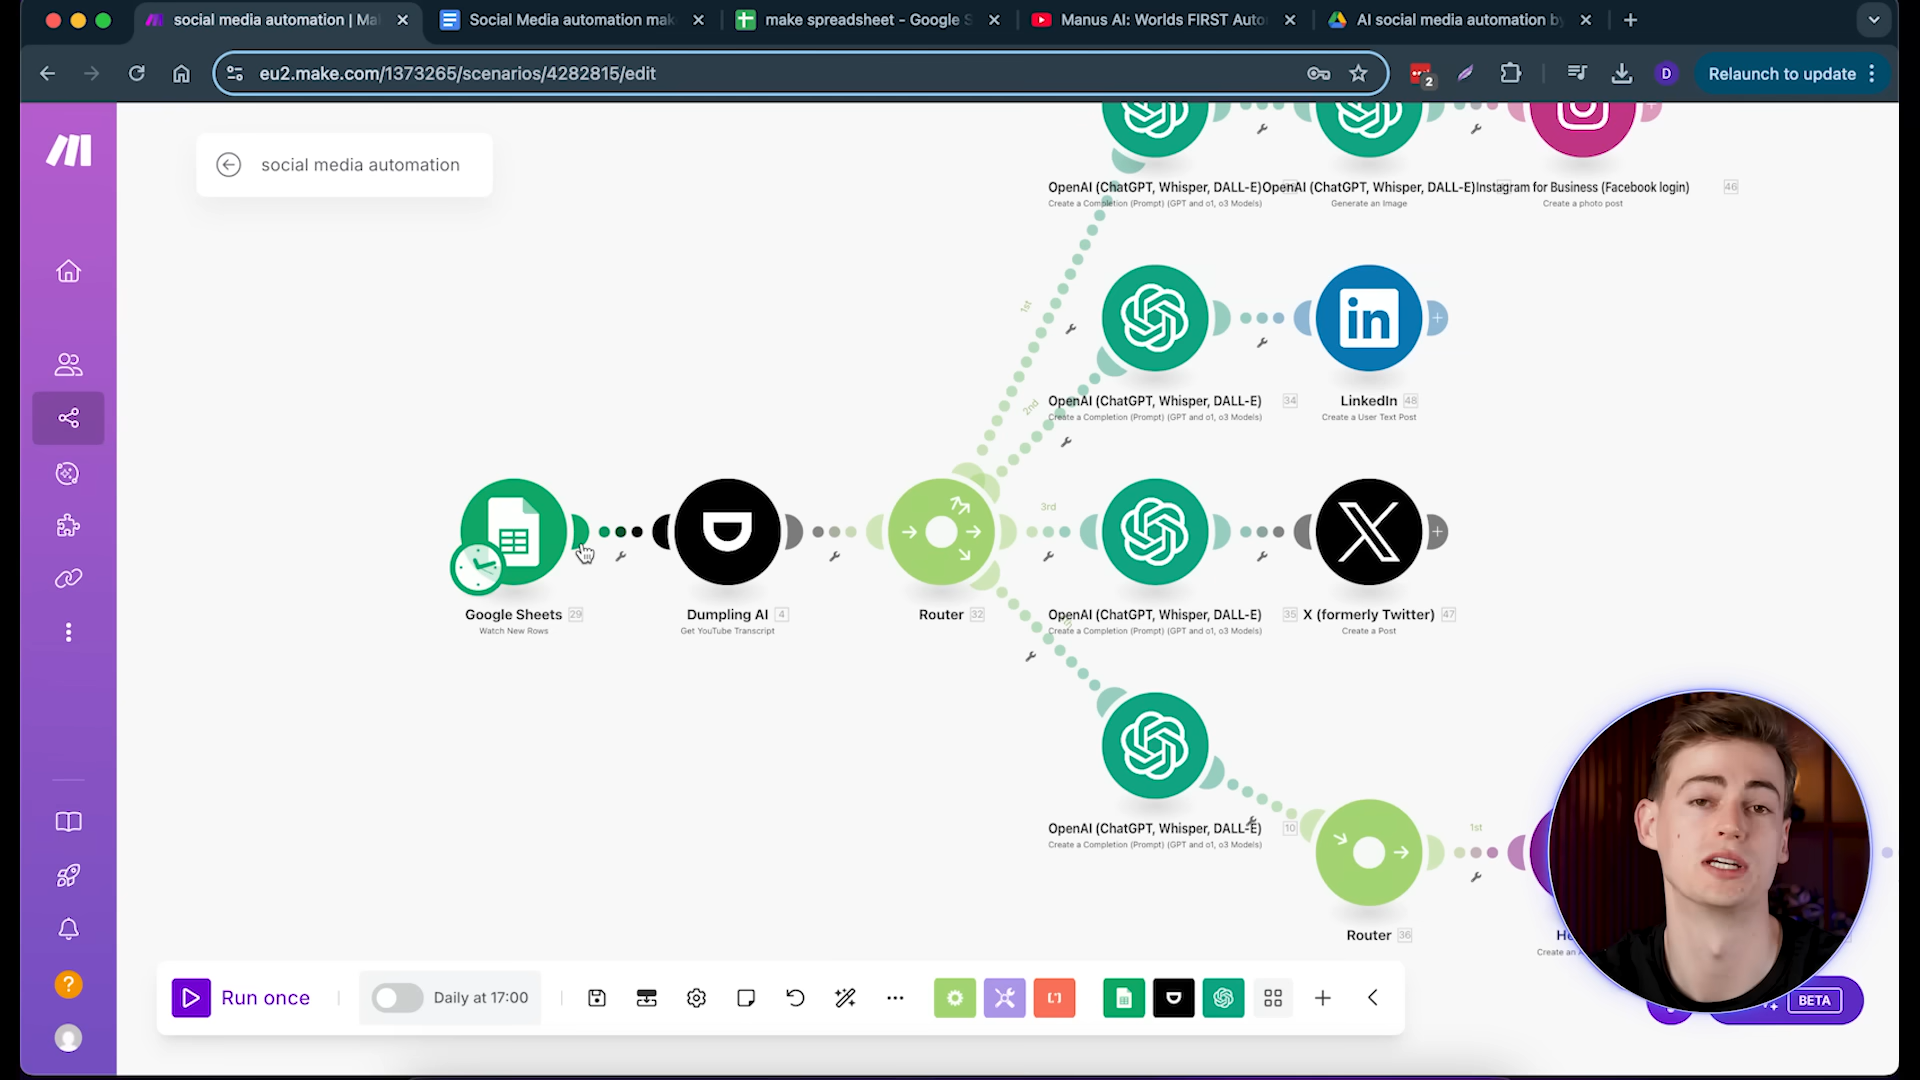 social media automation | Ma
Social Media automation mak
make spreadsheet - Google S
Manus AI: Worlds FIRST Auto
AI social media automation by
eu2.make.com/1373265/scenarios/4282815/edit
2
D
Relaunch to update
social media automation
OpenAI (ChatGPT, Whisper, DALL-E)
Create a Completion (Prompt) (GPT and o1, o3 Models)
OpenAI (ChatGPT, Whisper, DALL-E)
Generate an Image
Instagram for Business (Facebook login) 46
Create a photo post
1st
2nd
OpenAI (ChatGPT, Whisper, DALL-E) 34
Create a Completion (Prompt) (GPT and o1, o3 Models)
in
LinkedIn 48
Create a User Text Post
3rd
Google Sheets 29
Watch New Rows
Dumpling AI 4
Get YouTube Transcript
Router 32
OpenAI (ChatGPT, Whisper, DALL-E) 35
Create a Completion (Prompt) (GPT and o1, o3 Models)
X (formerly Twitter) 47
Create a Post
OpenAI (ChatGPT, Whisper, DALL-E) 10
Create a Completion (Prompt) (GPT and o1, o3 Models)
1st
Router 36
Create an
Run once
Daily at 17:00
BETA
?